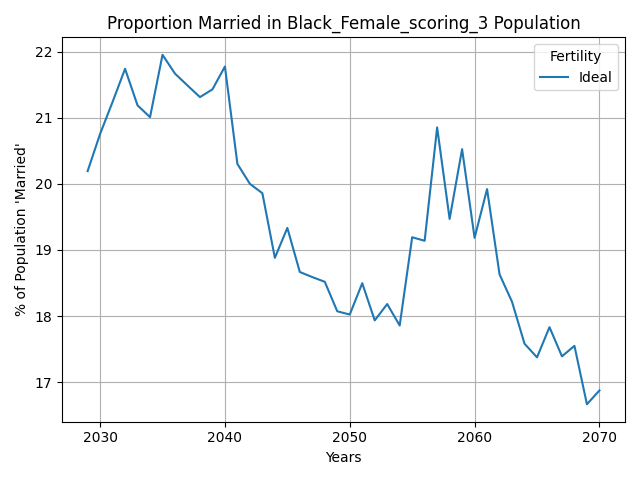 Proportion Married in Black_Female_scoring_3 Population
Fertility
Ideal
% of Population 'Married'
22
21
20
19
18
17
2030 2040 2050 2060 2070
Years